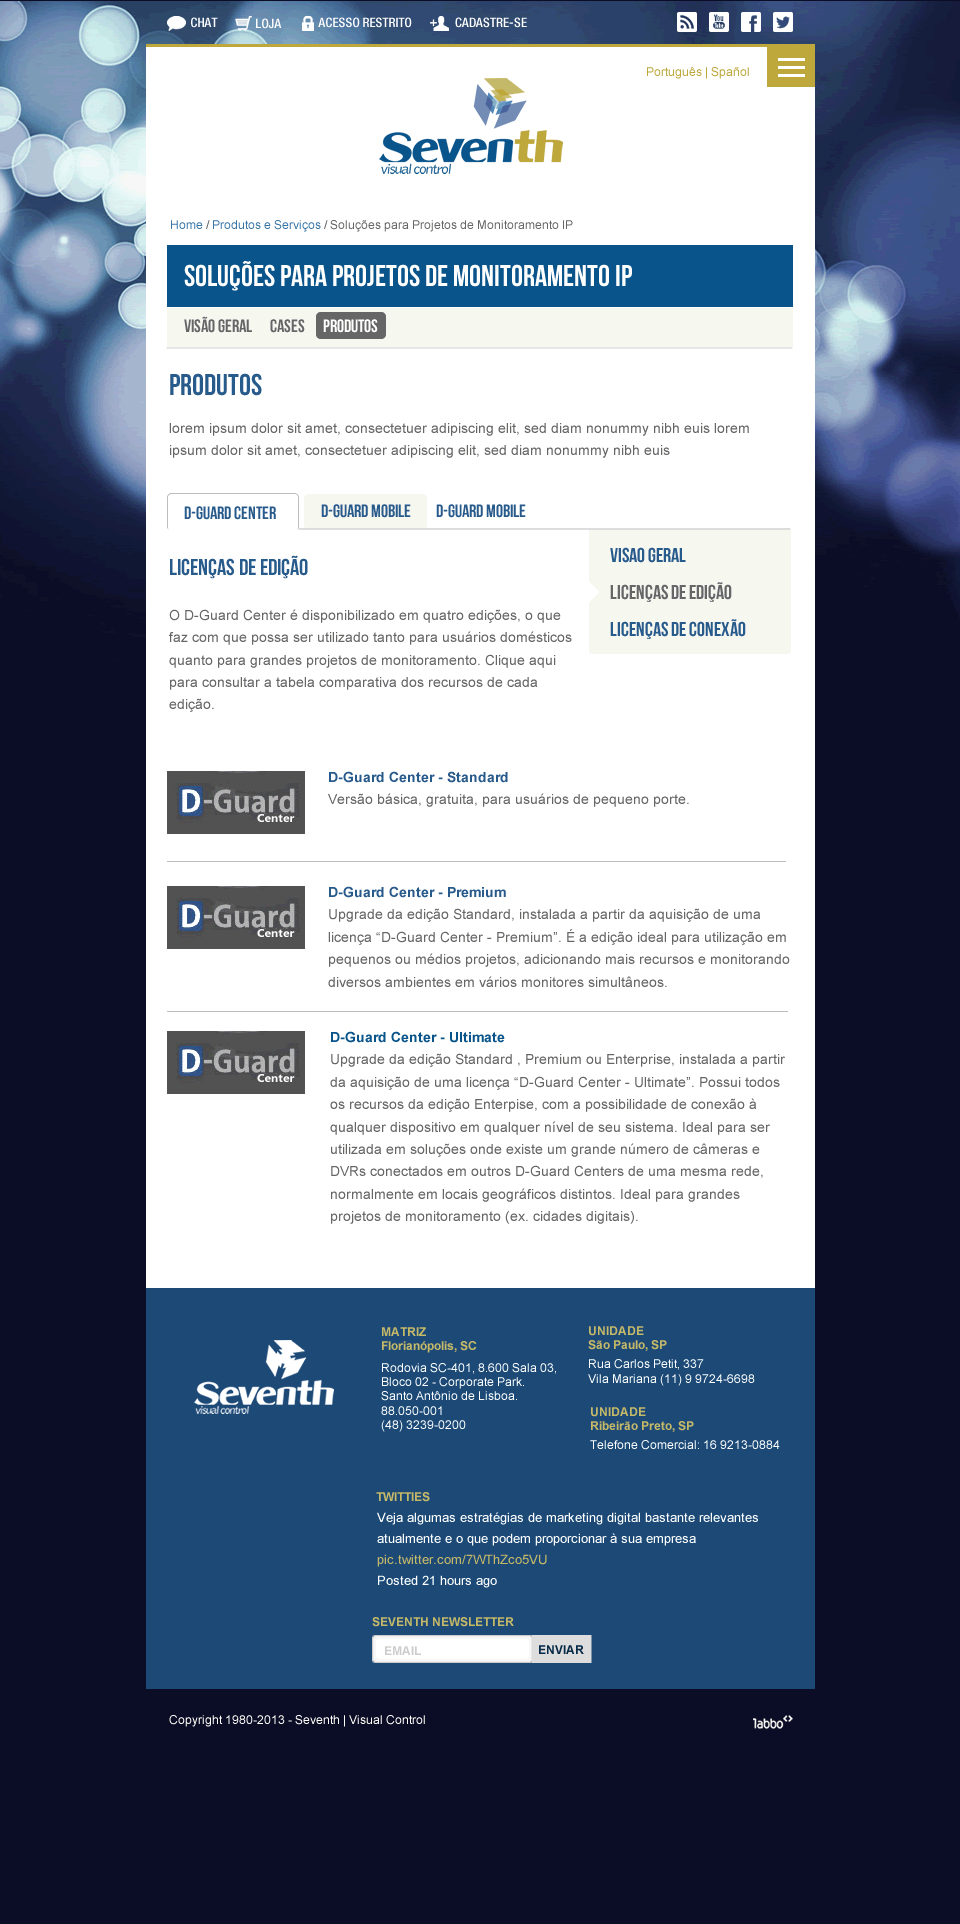 CHAT LOJA ACESSO RESTRITO CADASTRE-SE
You Tube
Português | Spañol
Seventh
visual control
Home / Produtos e Serviços / Soluções para Projetos de Monitoramento IP
SOLUÇÕES PARA PROJETOS DE MONITORAMENTO IP
VISÃO GERAL CASES PRODUTOS
PRODUTOS
lorem ipsum dolor sit amet, consectetuer adipiscing elit, sed diam nonummy nibh euis lorem
ipsum dolor sit amet, consectetuer adipiscing elit, sed diam nonummy nibh euis
D-GUARD CENTER D-GUARD MOBILE D-GUARD MOBILE
LICENÇAS DE EDIÇÃO
O D-Guard Center é disponibilizado em quatro edições, o que
faz com que possa ser utilizado tanto para usuários domésticos
quanto para grandes projetos de monitoramento. Clique aqui
para consultar a tabela comparativa dos recursos de cada
edição.
VISAO GERAL
LICENÇAS DE EDIÇÃO
LICENÇAS DE CONEXÃO
D-Guard
Center
D-Guard Center - Standard
Versão básica, gratuita, para usuários de pequeno porte.
D-Guard
Center
D-Guard Center - Premium
Upgrade da edição Standard, instalada a partir da aquisição de uma
licença “D-Guard Center - Premium”. É a edição ideal para utilização em
pequenos ou médios projetos, adicionando mais recursos e monitorando
diversos ambientes em vários monitores simultâneos.
D-Guard
Center
D-Guard Center - Ultimate
Upgrade da edição Standard , Premium ou Enterprise, instalada a partir
da aquisição de uma licença “D-Guard Center - Ultimate”. Possui todos
os recursos da edição Enterpise, com a possibilidade de conexão à
qualquer dispositivo em qualquer nível de seu sistema. Ideal para ser
utilizada em soluções onde existe um grande número de câmeras e
DVRs conectados em outros D-Guard Centers de uma mesma rede,
normalmente em locais geográficos distintos. Ideal para grandes
projetos de monitoramento (ex. cidades digitais).
Seventh
visual control
MATRIZ
Florianópolis, SC
Rodovia SC-401, 8.600 Sala 03,
Bloco 02 - Corporate Park.
Santo Antônio de Lisboa.
88.050-001
(48) 3239-0200
UNIDADE
São Paulo, SP
Rua Carlos Petit, 337
Vila Mariana (11) 9 9724-6698
UNIDADE
Ribeirão Preto, SP
Telefone Comercial: 16 9213-0884
TWITTIES
Veja algumas estratégias de marketing digital bastante relevantes
atualmente e o que podem proporcionar à sua empresa
pic.twitter.com/7WThZco5VU
Posted 21 hours ago
SEVENTH NEWSLETTER
EMAIL ENVIAR
Copyright 1980-2013 - Seventh | Visual Control
labbo<>